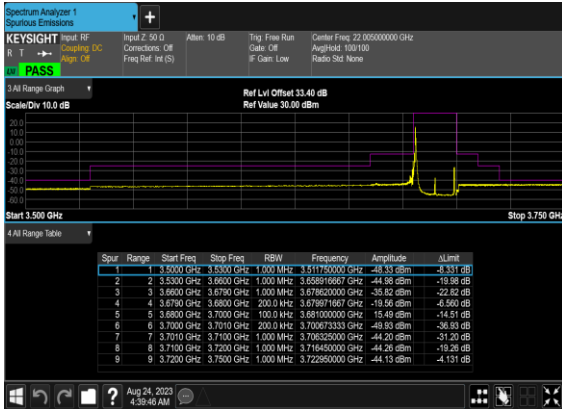 Spectrum Analyzer 1
Spurious Emissions
KEYSIGHT Input: RF Input Z: 50 Ω Atten: 10 dB Trig: Free Run Center Freq: 22.005000000 GHz
R T Coupling: DC Corrections: Off Gate: Off Avg|Hold: 100/100
Align: Off Freq Ref: Int (S) IF Gain: Low Radio Std: None
PASS
3 All Range Graph
Ref Lvl Offset 33.40 dB
Scale/Div 10.0 dB Ref Value 30.00 dBm
20.0
10.0
0.00
-10.0
-20.0
-30.0
-40.0
-50.0
-60.0
Start 3.500 GHz Stop 3.750 GHz
4 All Range Table
Spur Range Start Freq Stop Freq RBW Frequency Amplitude ΔLimit
1 1 3.5000 GHz 3.5300 GHz 1.000 MHz 3.511750000 GHz -48.33 dBm -8.331 dB
2 2 3.5300 GHz 3.6600 GHz 1.000 MHz 3.658916667 GHz -44.98 dBm -19.98 dB
3 3 3.6600 GHz 3.6790 GHz 1.000 MHz 3.678620000 GHz -35.82 dBm -22.82 dB
4 4 3.6790 GHz 3.6800 GHz 200.0 kHz 3.679971667 GHz -19.56 dBm -6.560 dB
5 5 3.6800 GHz 3.7000 GHz 100.0 kHz 3.681000000 GHz 15.49 dBm -14.51 dB
6 6 3.7000 GHz 3.7010 GHz 200.0 kHz 3.700673333 GHz -49.93 dBm -36.93 dB
7 7 3.7010 GHz 3.7100 GHz 1.000 MHz 3.706325000 GHz -44.20 dBm -31.20 dB
8 8 3.7100 GHz 3.7200 GHz 1.000 MHz 3.716450000 GHz -44.26 dBm -19.26 dB
9 9 3.7200 GHz 3.7500 GHz 1.000 MHz 3.722950000 GHz -44.13 dBm -4.131 dB
Aug 24, 2023
4:39:46 AM